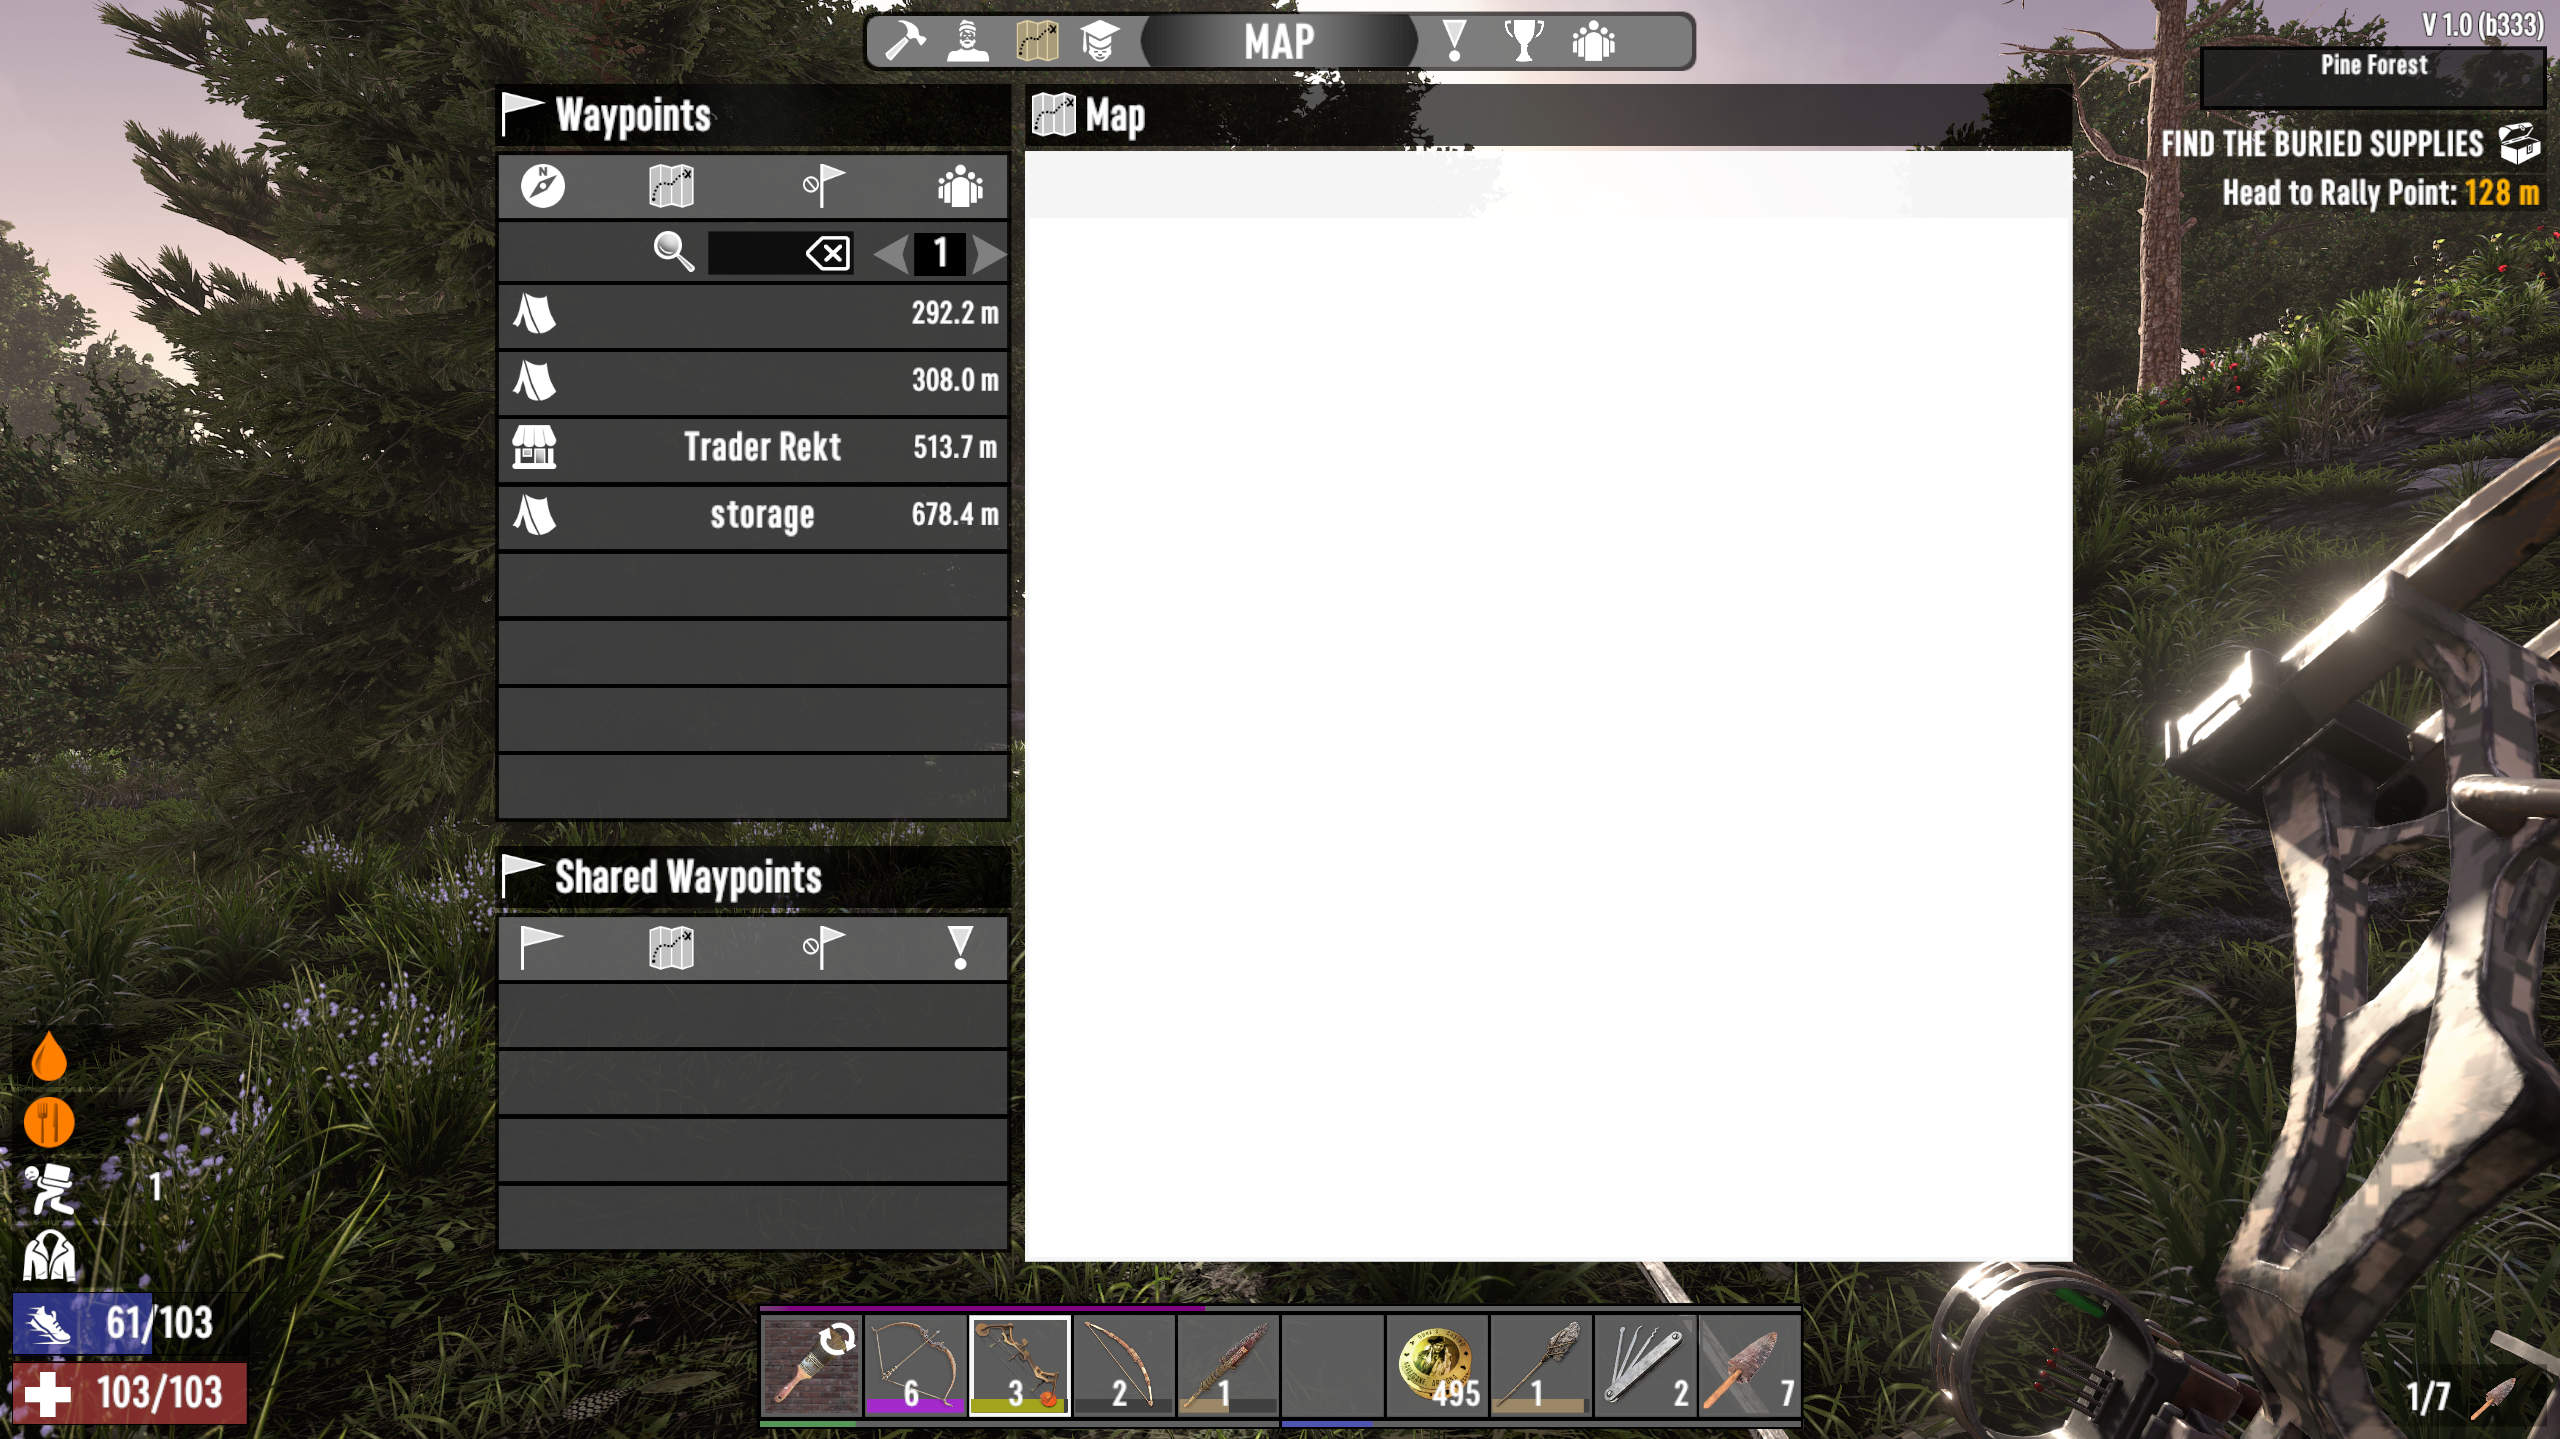 MAP
V 1.0 (b333)
Pine Forest
FIND THE BURIED SUPPLIES
Head to Rally Point: 128 m
Waypoints
1
292.2 m
308.0 m
Trader Rekt 513.7 m
storage 678.4 m
Shared Waypoints
Map
1
61/103
103/103
6
3
2
1
495
1
2
7
1/7